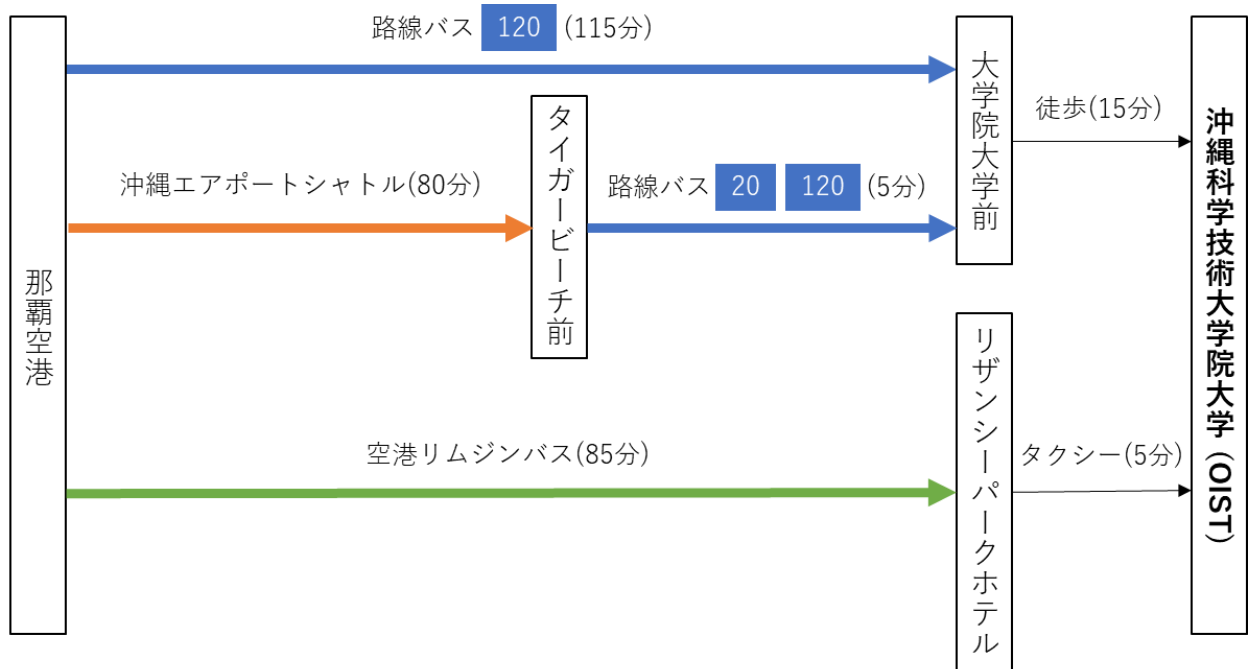 路線バス 120 (115分)
大学院大学前
徒歩(15分)
沖縄エアポートシャトル(80分)
タイガービーチ前
路線バス 20 120 (5分)
那覇空港
沖縄科学技術大学院大学 (OIST)
空港リムジンバス(85分)
リザンシーパークホテル
タクシー(5分)